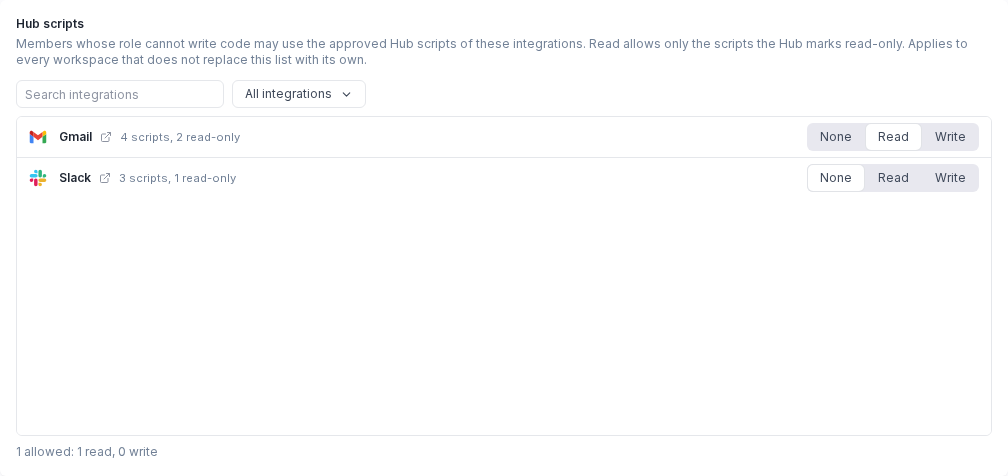 Hub scripts
Members whose role cannot write code may use the approved Hub scripts of these integrations. Read allows only the scripts the Hub marks read-only. Applies to
every workspace that does not replace this list with its own.
Search integrations
All integrations
Gmail 4 scripts, 2 read-only None Read Write
Slack 3 scripts, 1 read-only None Read Write
1 allowed: 1 read, 0 write